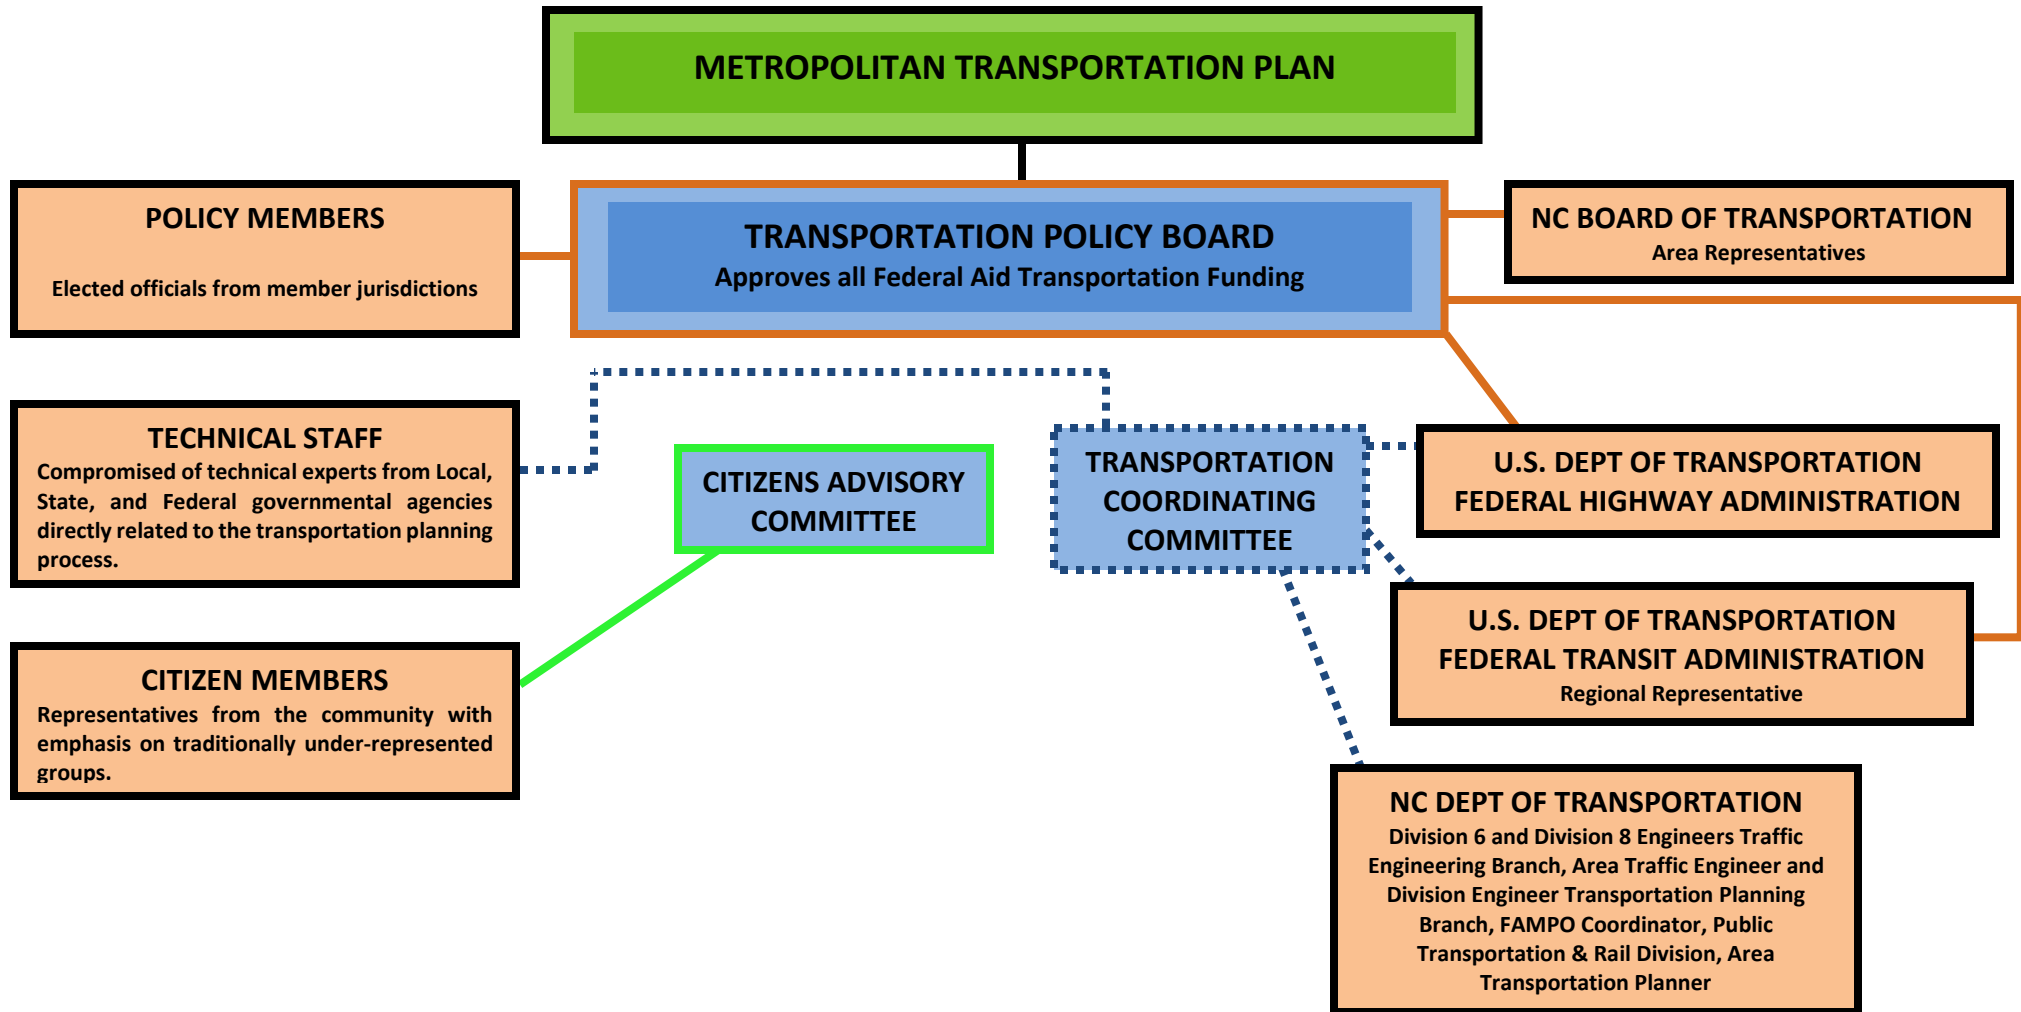 METROPOLITAN TRANSPORTATION PLAN
POLICY MEMBERS
Elected officials from member jurisdictions
TRANSPORTATION POLICY BOARD
Approves all Federal Aid Transportation Funding
NC BOARD OF TRANSPORTATION
Area Representatives
TECHNICAL STAFF
Compromised of technical experts from Local,
State, and Federal governmental agencies
directly related to the transportation planning
process.
CITIZENS ADVISORY
COMMITTEE
TRANSPORTATION
COORDINATING
COMMITTEE
U.S. DEPT OF TRANSPORTATION
FEDERAL HIGHWAY ADMINISTRATION
U.S. DEPT OF TRANSPORTATION
FEDERAL TRANSIT ADMINISTRATION
Regional Representative
CITIZEN MEMBERS
Representatives from the community with
emphasis on traditionally under-represented
groups.
NC DEPT OF TRANSPORTATION
Division 6 and Division 8 Engineers Traffic
Engineering Branch, Area Traffic Engineer and
Division Engineer Transportation Planning
Branch, FAMPO Coordinator, Public
Transportation & Rail Division, Area
Transportation Planner